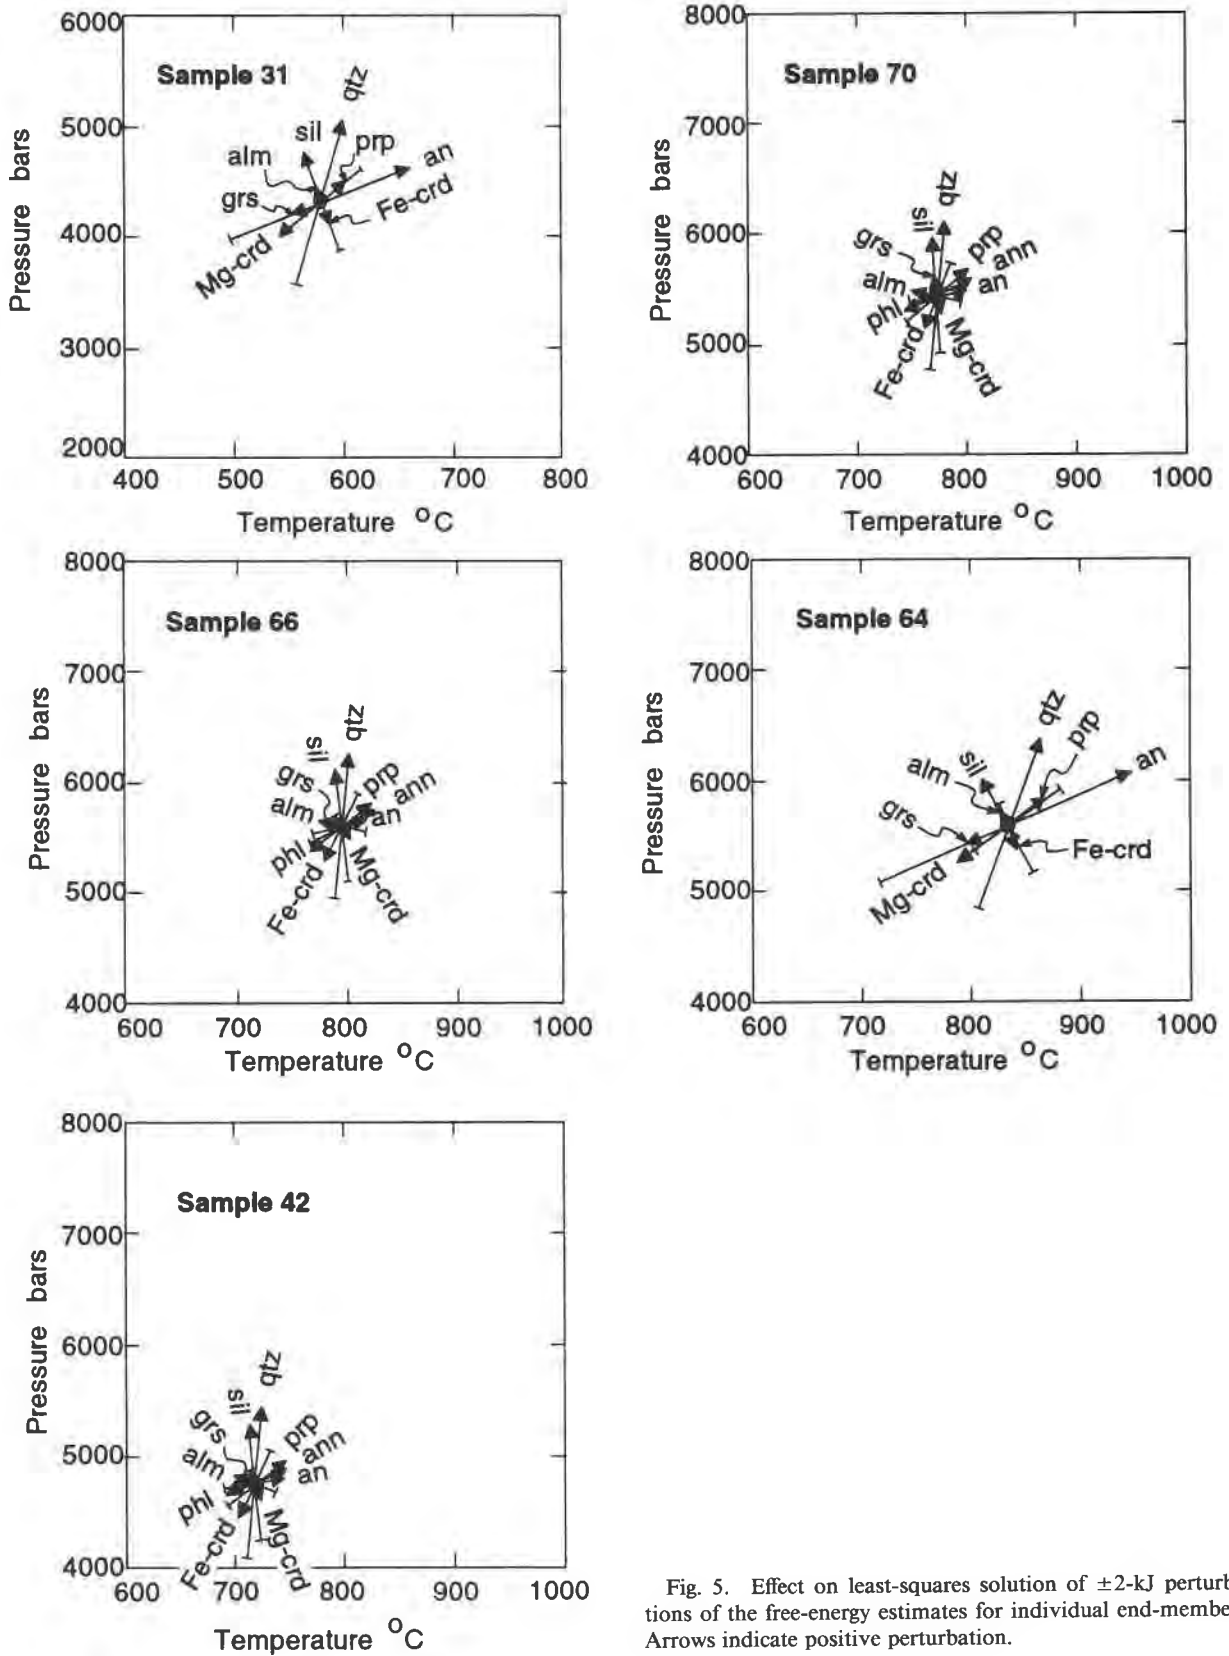 6000
5000
4000
3000
2000
Pressure bars
Sample 31
qtz
sil
prp
alm
an
grs
Fe-crd
Mg-crd
400 500 600 700 800
Temperature °C
8000
7000
6000
5000
4000
Pressure bars
Sample 70
qtz
sil
grs
prp
ann
alm
an
phl
Fe-crd
Mg-crd
600 700 800 900 1000
Temperature °C
8000
7000
6000
5000
4000
Pressure bars
Sample 66
qtz
sil
grs
prp
ann
alm
an
phl
Fe-crd
Mg-crd
600 700 800 900 1000
Temperature °C
8000
7000
6000
5000
4000
Pressure bars
Sample 64
qtz
prp
sil
alm
an
grs
Fe-crd
Mg-crd
600 700 800 900 1000
Temperature °C
8000
7000
6000
5000
4000
Pressure bars
Sample 42
qtz
sil
grs
prp
ann
alm
an
phl
Fe-crd
Mg-crd
600 700 800 900 1000
Temperature °C
Fig. 5. Effect on least-squares solution of ±2-kJ perturb
tions of the free-energy estimates for individual end-membe
Arrows indicate positive perturbation.